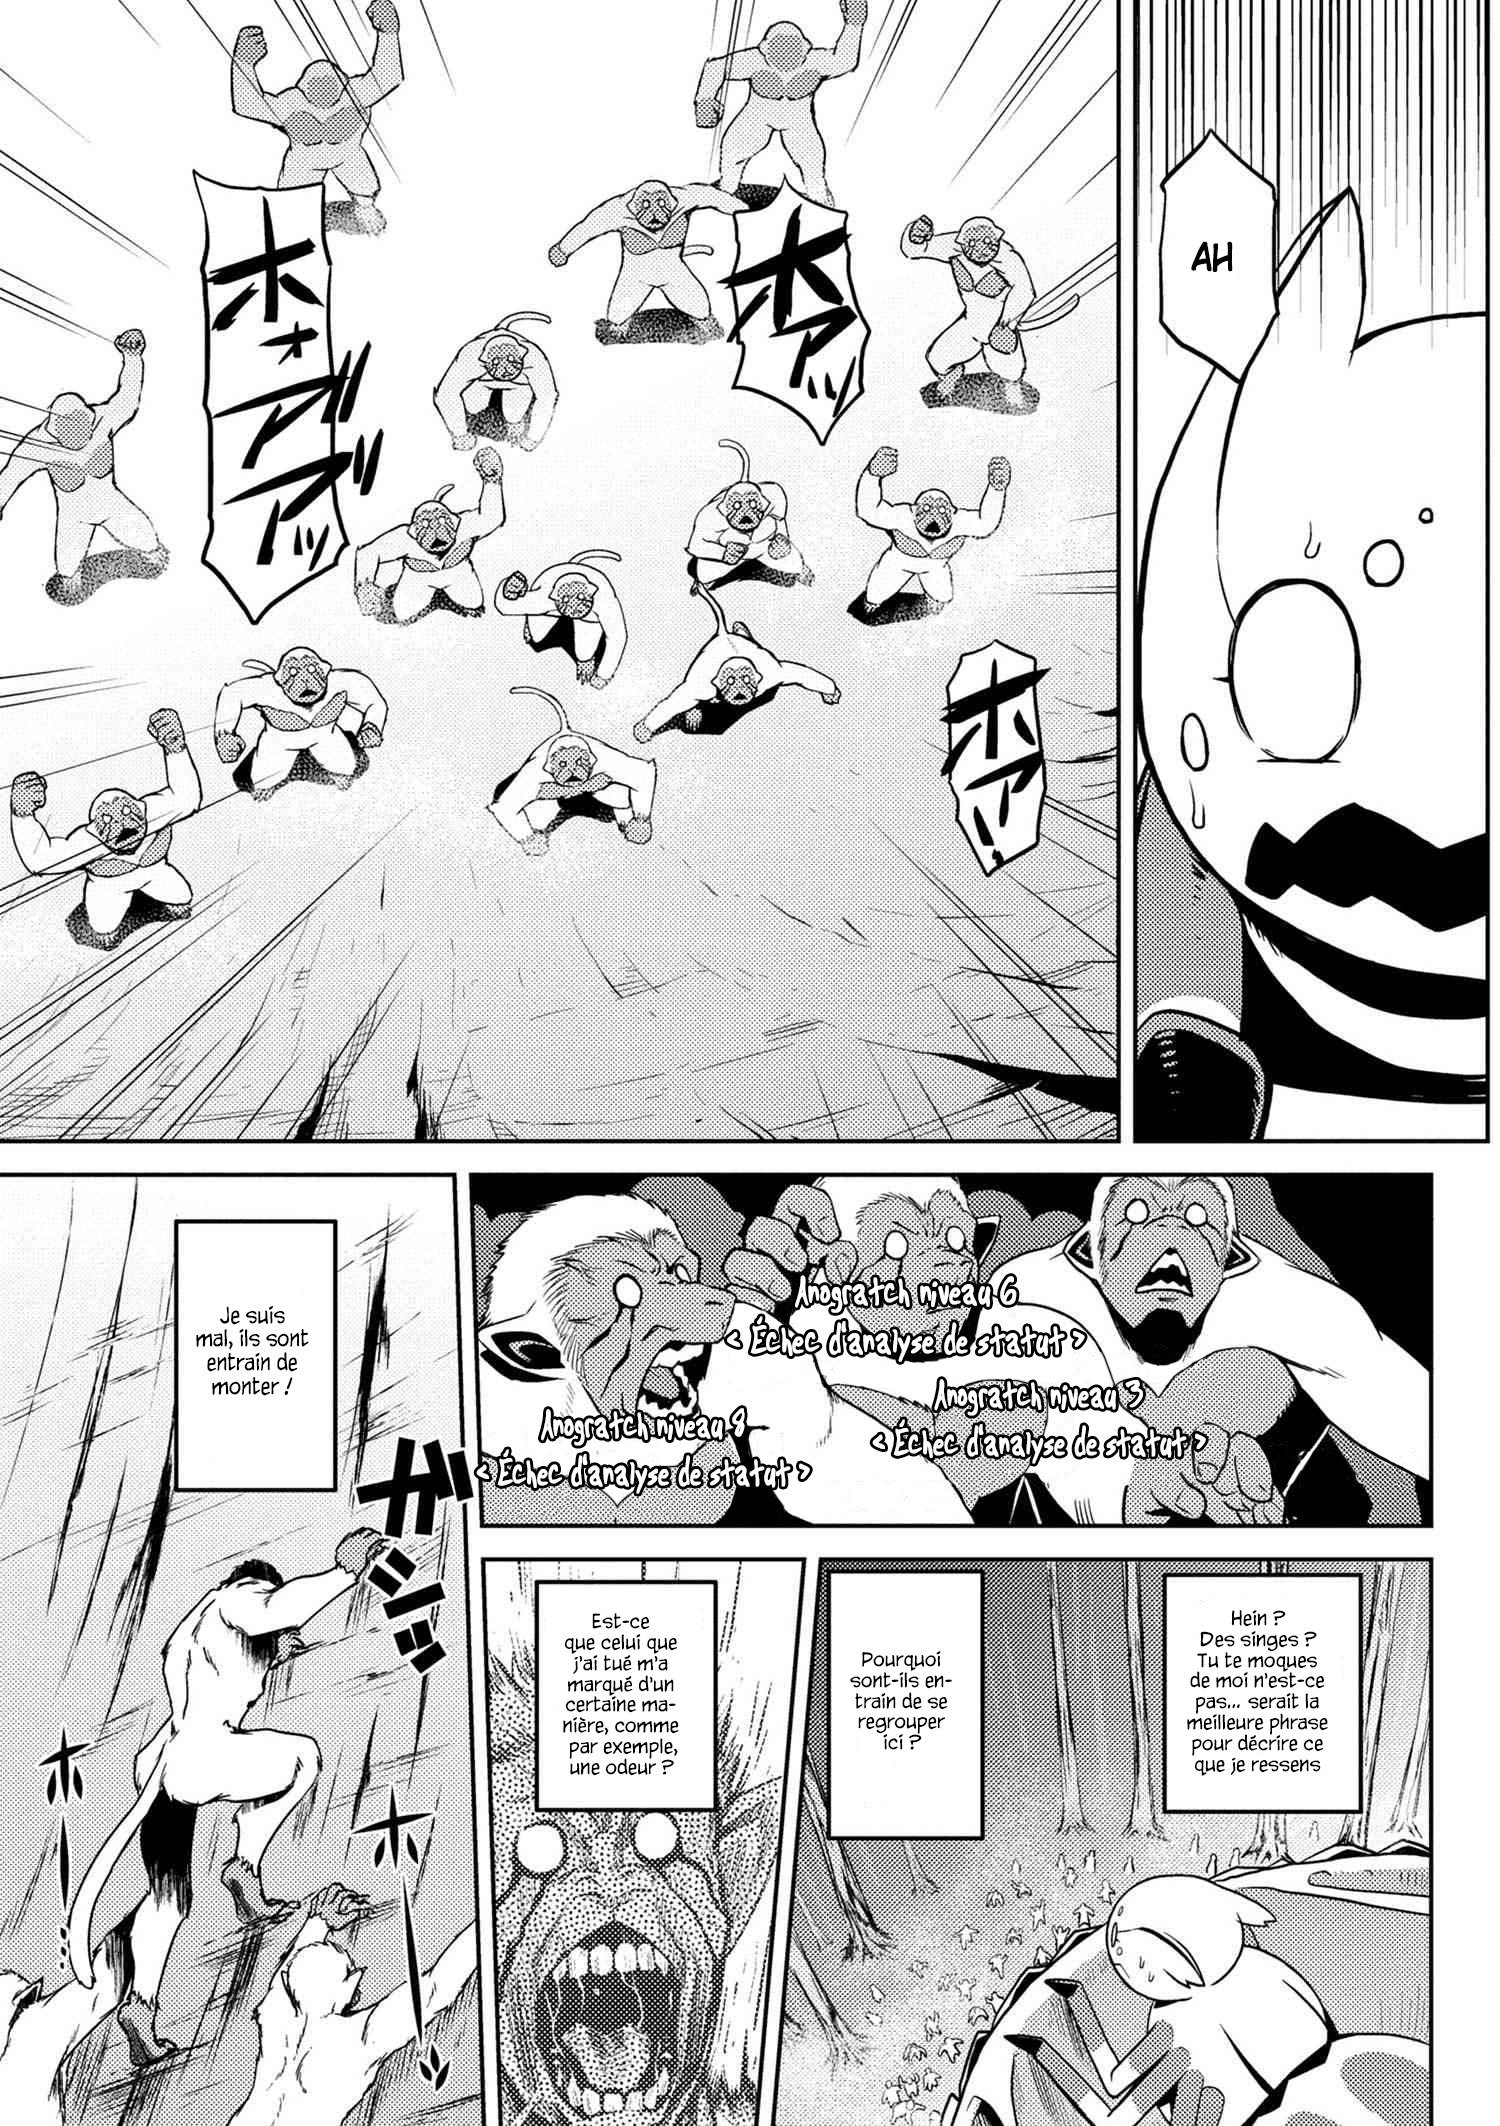 AH
ホァアアッ
ホアッ
ホアッ
Anogratch niveau 6
< Échec d'analyse de statut >
Anogratch niveau 3
< Échec d'analyse de statut >
Anogratch niveau 8
< Échec d'analyse de statut >
Hein ?
Des singes ?
Tu te moques
de moi n'est-ce
pas... serait la
meilleure phrase
pour décrire ce
que je ressens
Pourquoi
sont-ils en-
train de se
regrouper
ici ?
Est-ce
que celui que
j'ai tué m'a
marqué d'un
certaine ma-
nière, comme
par exemple,
une odeur ?
Je suis
mal, ils sont
entrain de
monter !
ガシッ
ホ
ホ